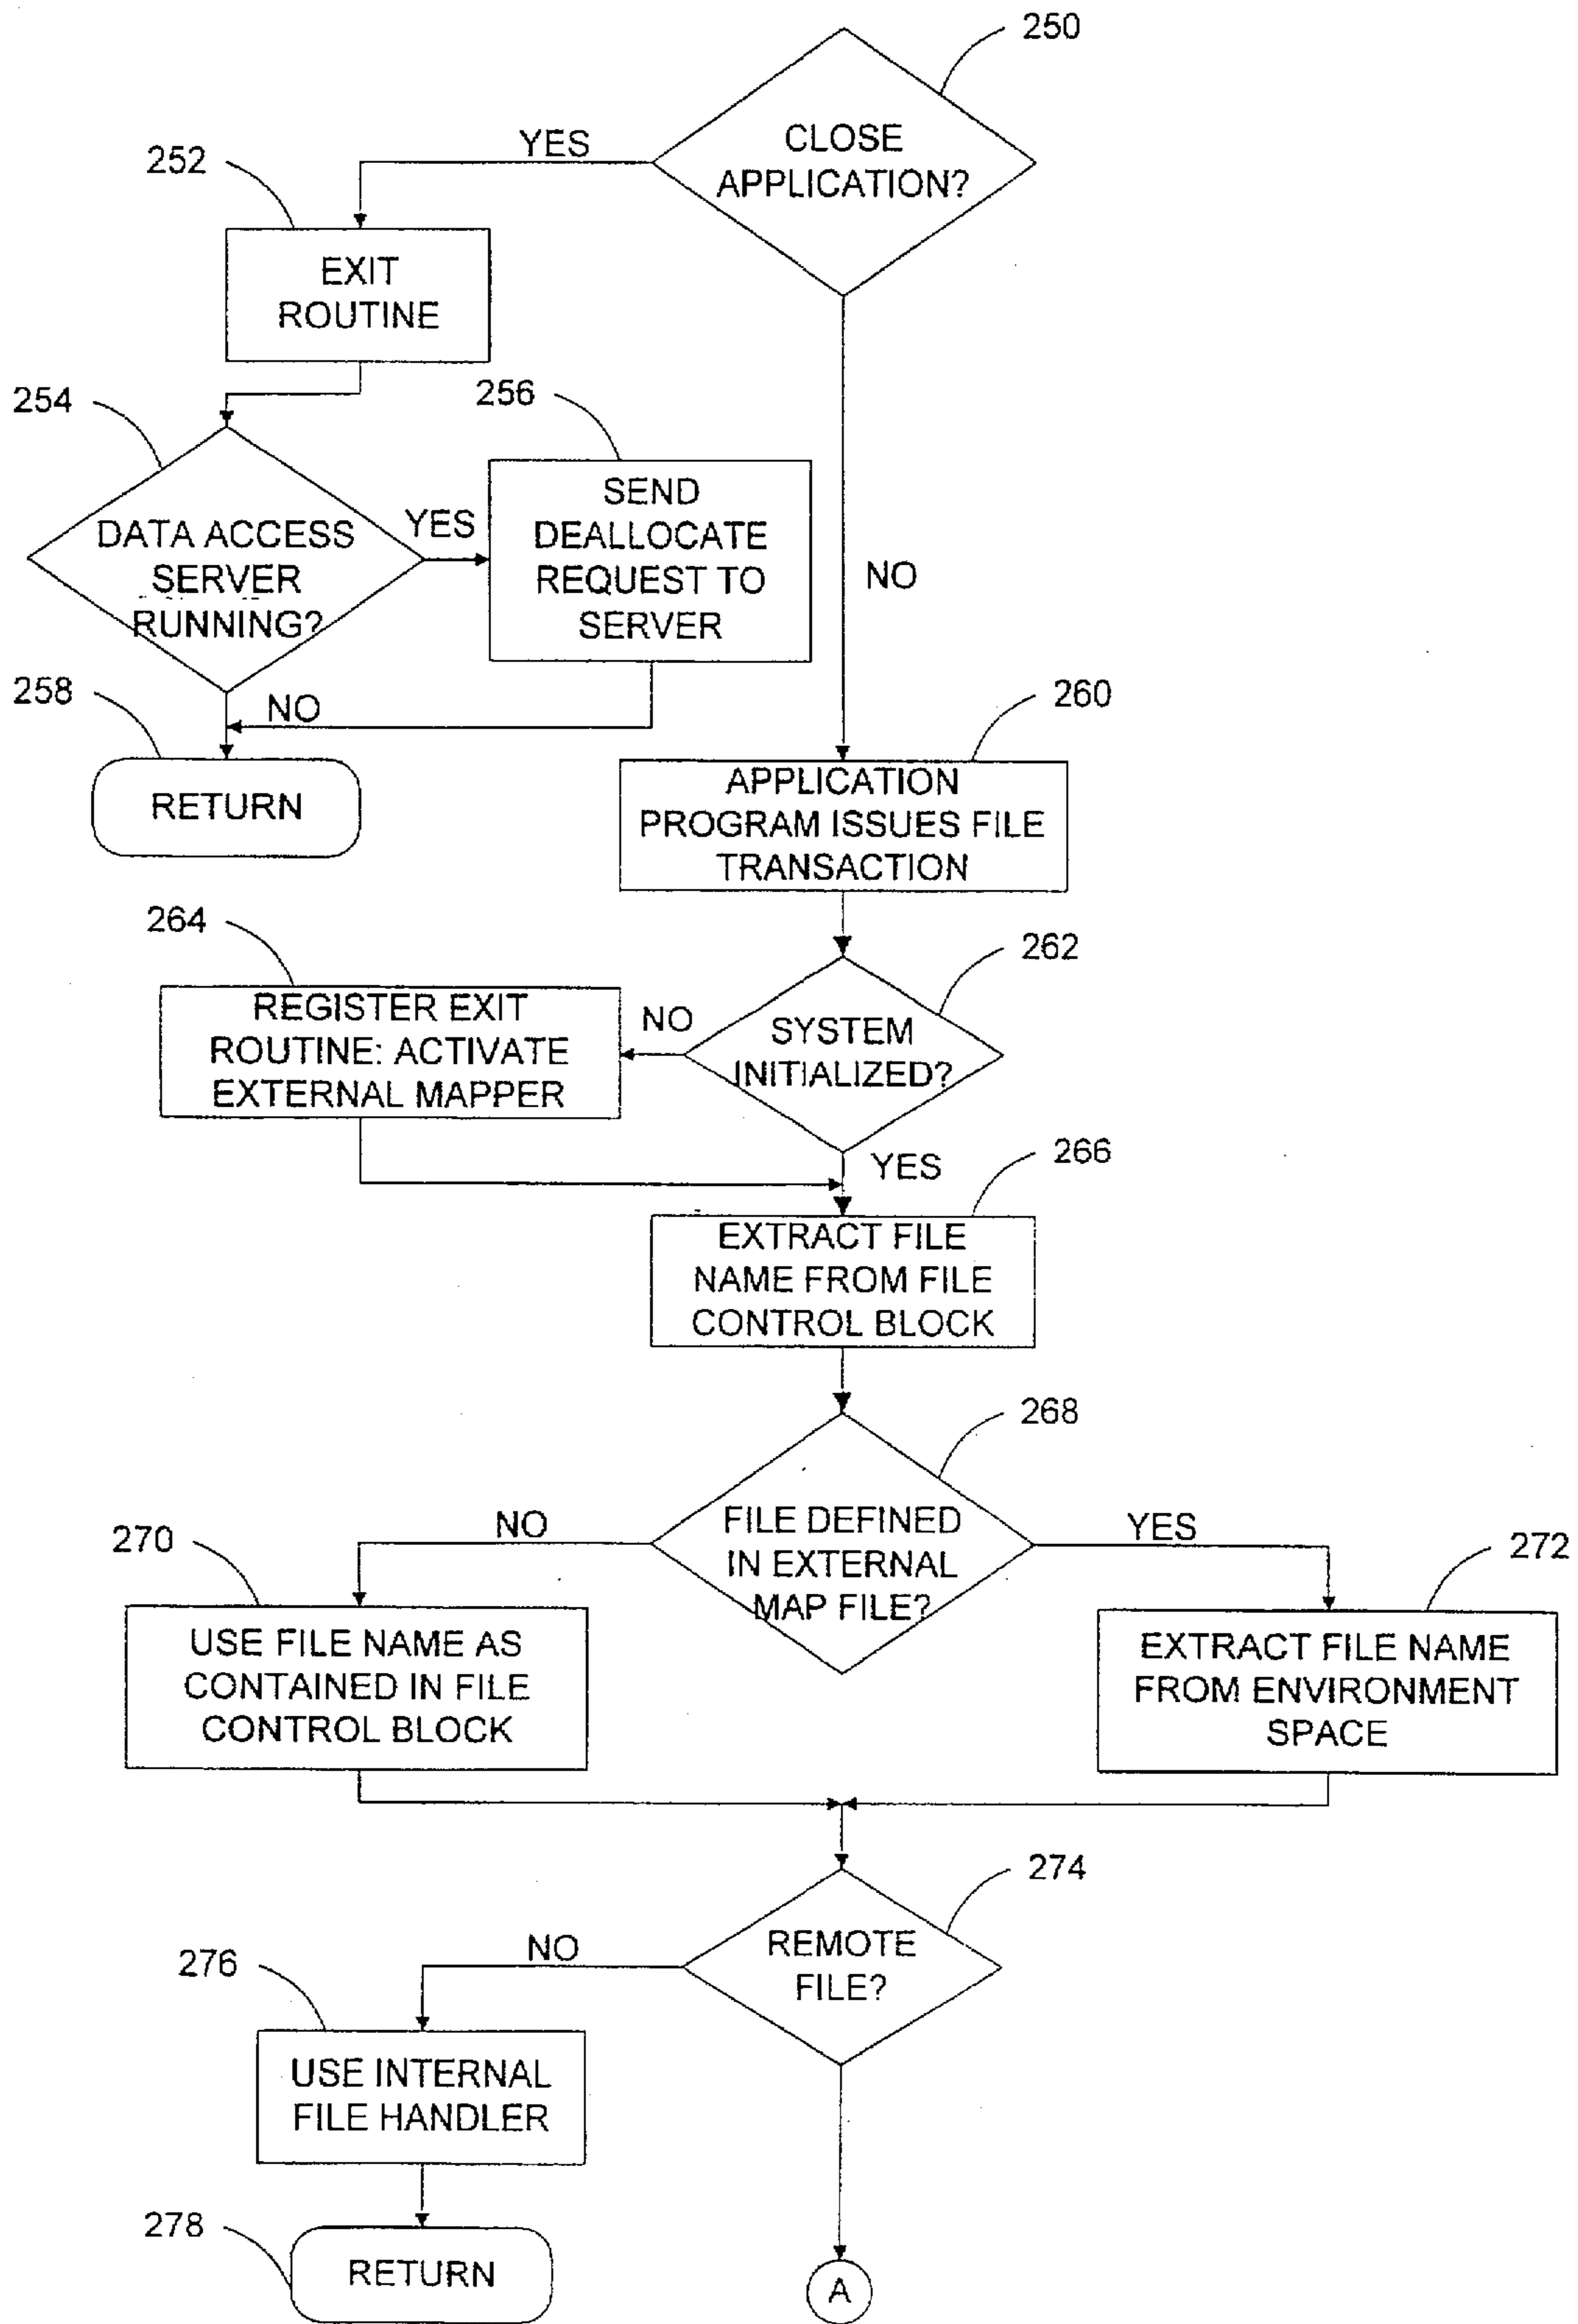 250
CLOSE
APPLICATION?
YES
252
EXIT
ROUTINE
254
256
SEND
DEALLOCATE
REQUEST TO
SERVER
DATA ACCESS
SERVER
RUNNING?
YES
NO
258
NO
RETURN
260
APPLICATION
PROGRAM ISSUES FILE
TRANSACTION
264
262
REGISTER EXIT
ROUTINE: ACTIVATE
EXTERNAL MAPPER
NO
SYSTEM
INITIALIZED?
YES
266
EXTRACT FILE
NAME FROM FILE
CONTROL BLOCK
268
270
NO
FILE DEFINED
IN EXTERNAL
MAP FILE?
YES
272
USE FILE NAME AS
CONTAINED IN FILE
CONTROL BLOCK
EXTRACT FILE NAME
FROM ENVIRONMENT
SPACE
274
REMOTE
FILE?
NO
276
USE INTERNAL
FILE HANDLER
278
RETURN
A